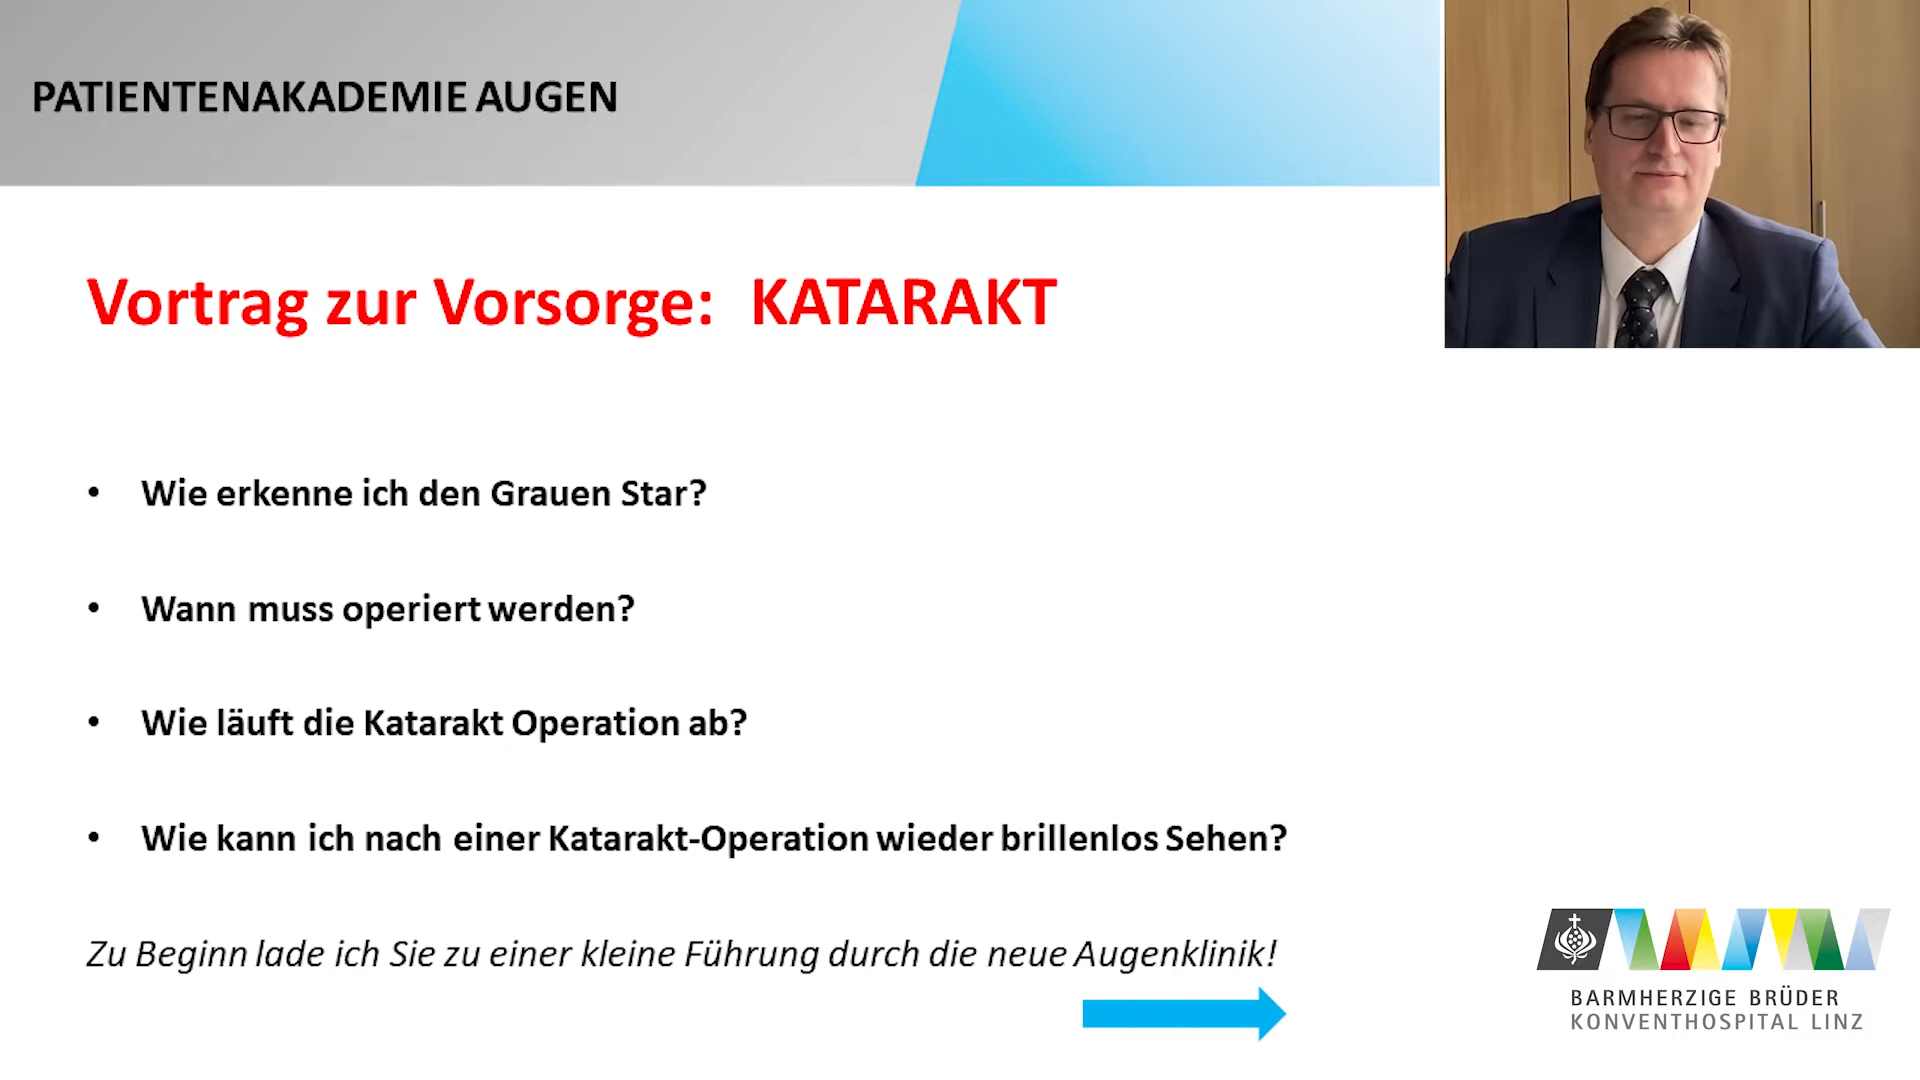 PATIENTENAKADEMIE AUGEN
Vortrag zur Vorsorge: KATARAKT
• Wie erkenne ich den Grauen Star?
• Wann muss operiert werden?
• Wie läuft die Katarakt Operation ab?
• Wie kann ich nach einer Katarakt-Operation wieder brillenlos Sehen?
Zu Beginn lade ich Sie zu einer kleine Führung durch die neue Augenklinik!
BARMHERZIGE BRÜDER
KONVENTHOSPITAL LINZ